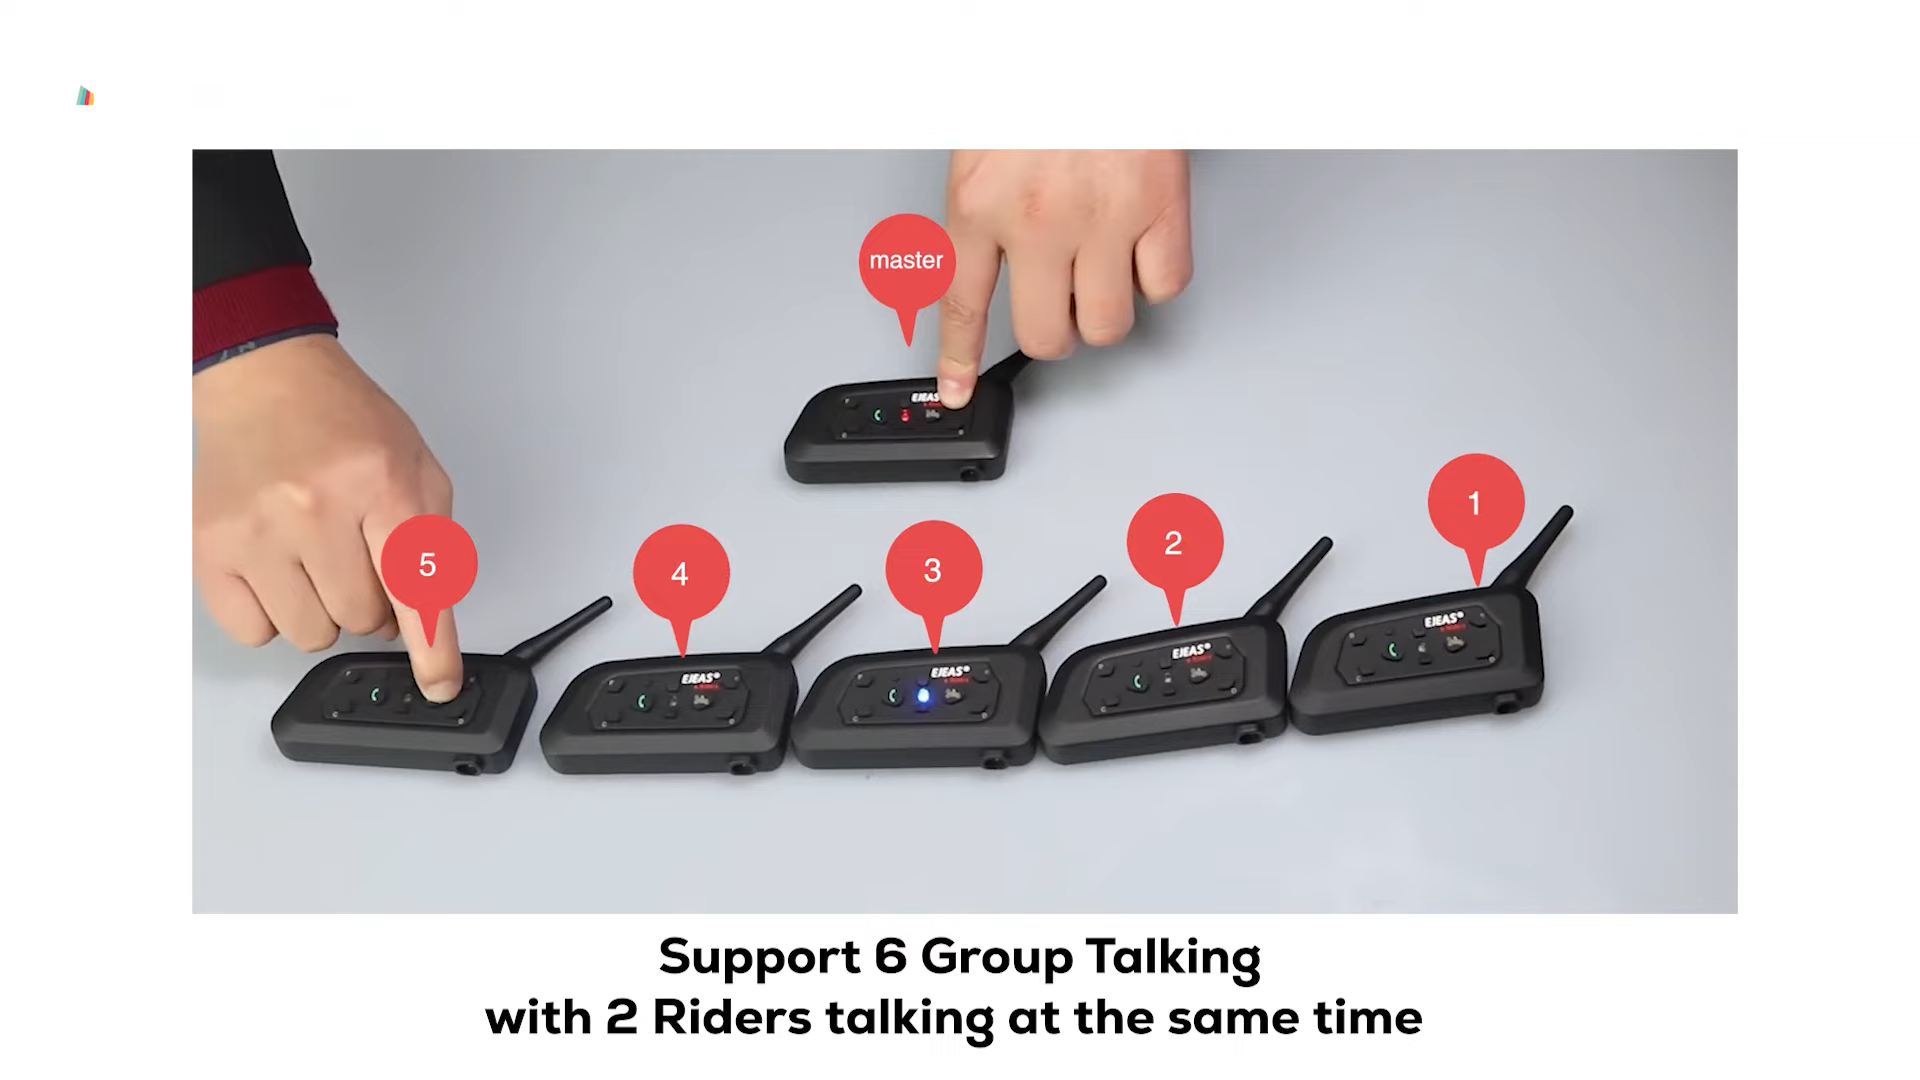 master
EJEAS
5
4
3
2
1
EJEAS®
EJEAS®
EJEAS®
EJEAS®
Support 6 Group Talking
with 2 Riders talking at the same time